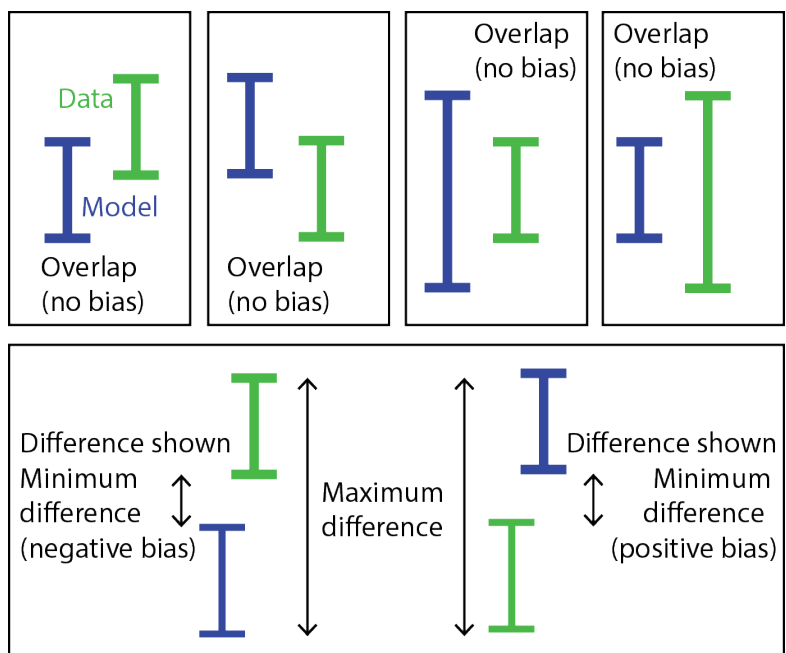 Data
Model
Overlap
(no bias)
Overlap
(no bias)
Overlap
(no bias)
Overlap
(no bias)
Difference shown
Minimum
difference
(negative bias)
Maximum
difference
Difference shown
Minimum
difference
(positive bias)